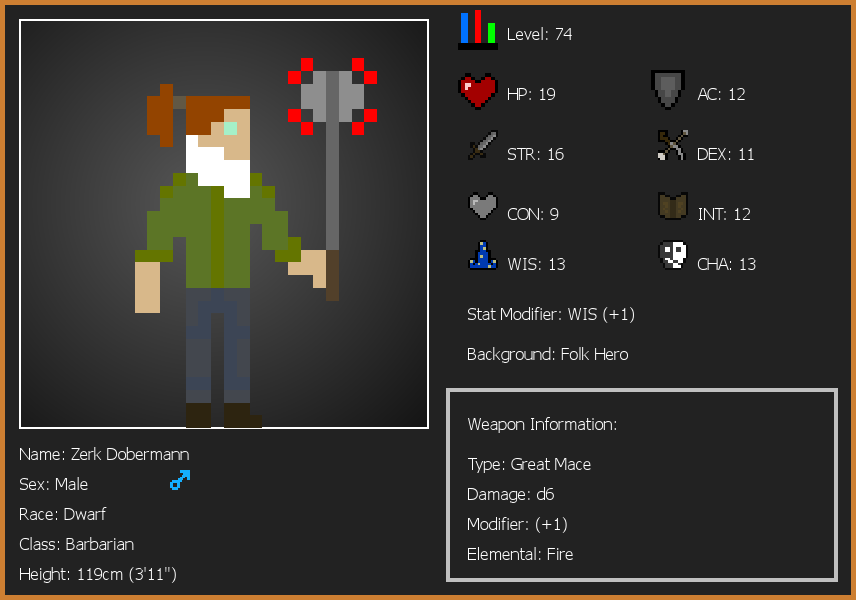 Level: 74
HP: 19
AC: 12
STR: 16
DEX: 11
CON: 9
INT: 12
WIS: 13
CHA: 13
Stat Modifier: WIS (+1)
Background: Folk Hero
Weapon Information:
Type: Great Mace
Damage: d6
Modifier: (+1)
Elemental: Fire
Name: Zerk Dobermann
Sex: Male
Race: Dwarf
Class: Barbarian
Height: 119cm (3'11")